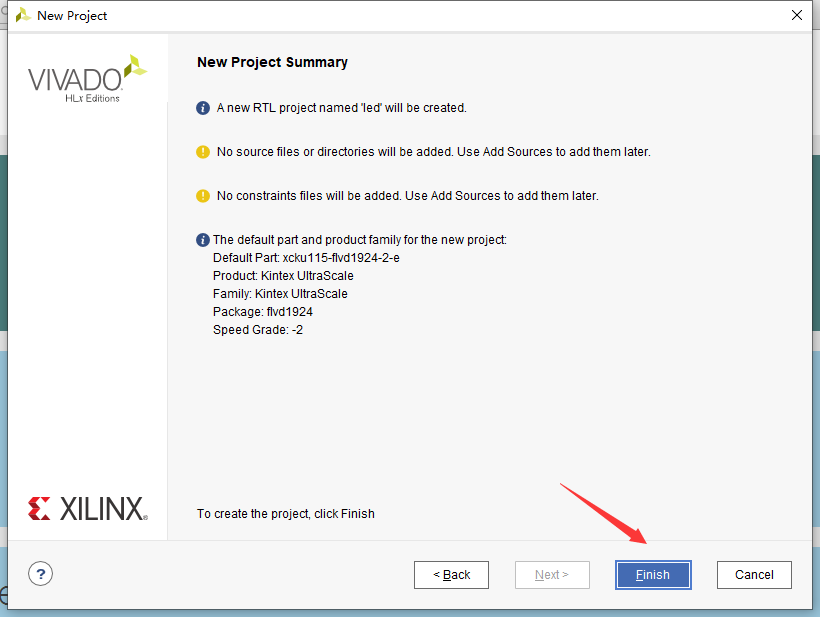 New Project
VIVADO
HLx Editions
New Project Summary
A new RTL project named 'led' will be created.
No source files or directories will be added. Use Add Sources to add them later.
No constraints files will be added. Use Add Sources to add them later.
The default part and product family for the new project:
Default Part: xcku115-flvd1924-2-e
Product: Kintex UltraScale
Family: Kintex UltraScale
Package: flvd1924
Speed Grade: -2
XILINX
To create the project, click Finish
?
< Back
Next >
Finish
Cancel